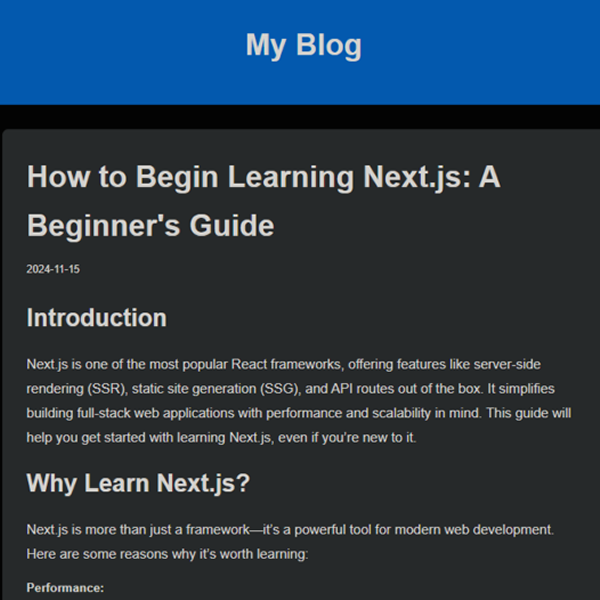 My Blog
How to Begin Learning Next.js: A
Beginner's Guide
2024-11-15
Introduction
Next.js is one of the most popular React frameworks, offering features like server-side
rendering (SSR), static site generation (SSG), and API routes out of the box. It simplifies
building full-stack web applications with performance and scalability in mind. This guide will
help you get started with learning Next.js, even if you’re new to it.
Why Learn Next.js?
Next.js is more than just a framework—it’s a powerful tool for modern web development.
Here are some reasons why it’s worth learning:
Performance: